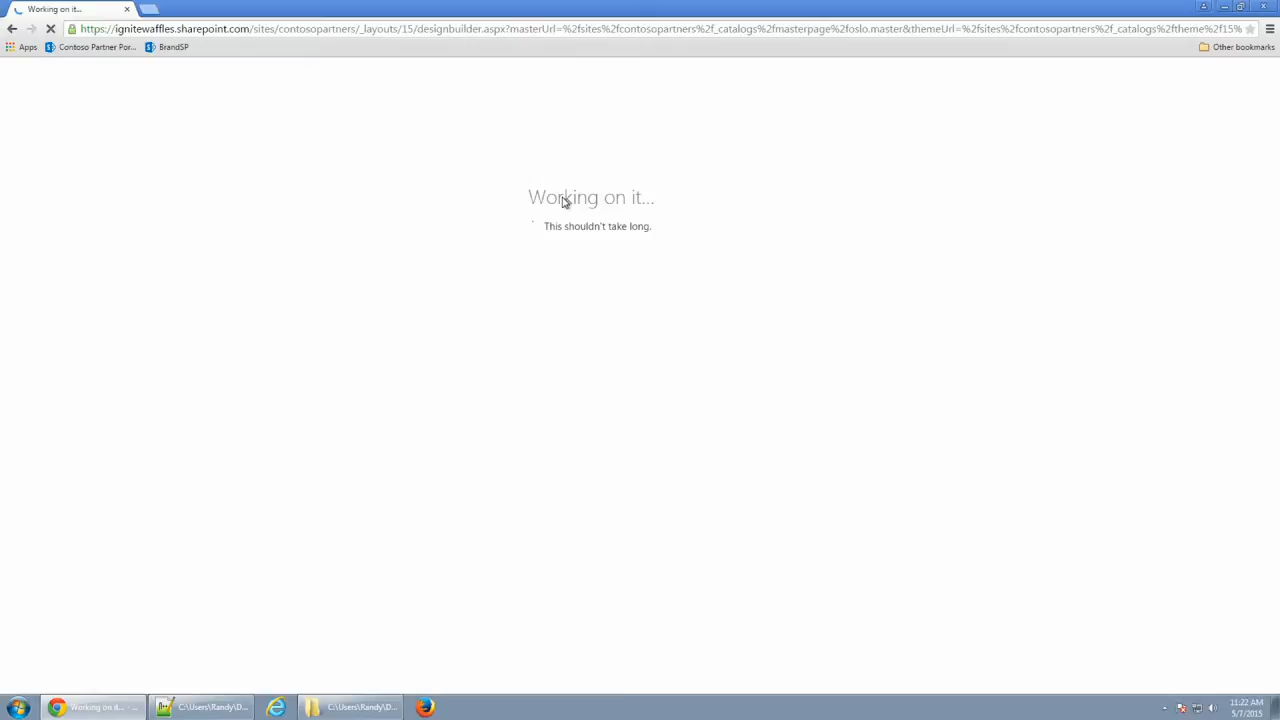 Working on it...
https://ignitewaffles.sharepoint.com/sites/contosopartners/_layouts/15/designbuilder.aspx?masterUrl=%2fsites%2fcontosopartners%2f_catalogs%2fmasterpage%2foslo.master&themeUrl=%2fsites%2fcontosopartners%2f_catalogs%2ftheme%2f15%
Apps Contoso Partner Por... BrandSP Other bookmarks
Working on it...
This shouldn't take long.
Working on it... - ... C:\Users\Randy\D... C:\Users\Randy\D... 11:22 AM
5/7/2015